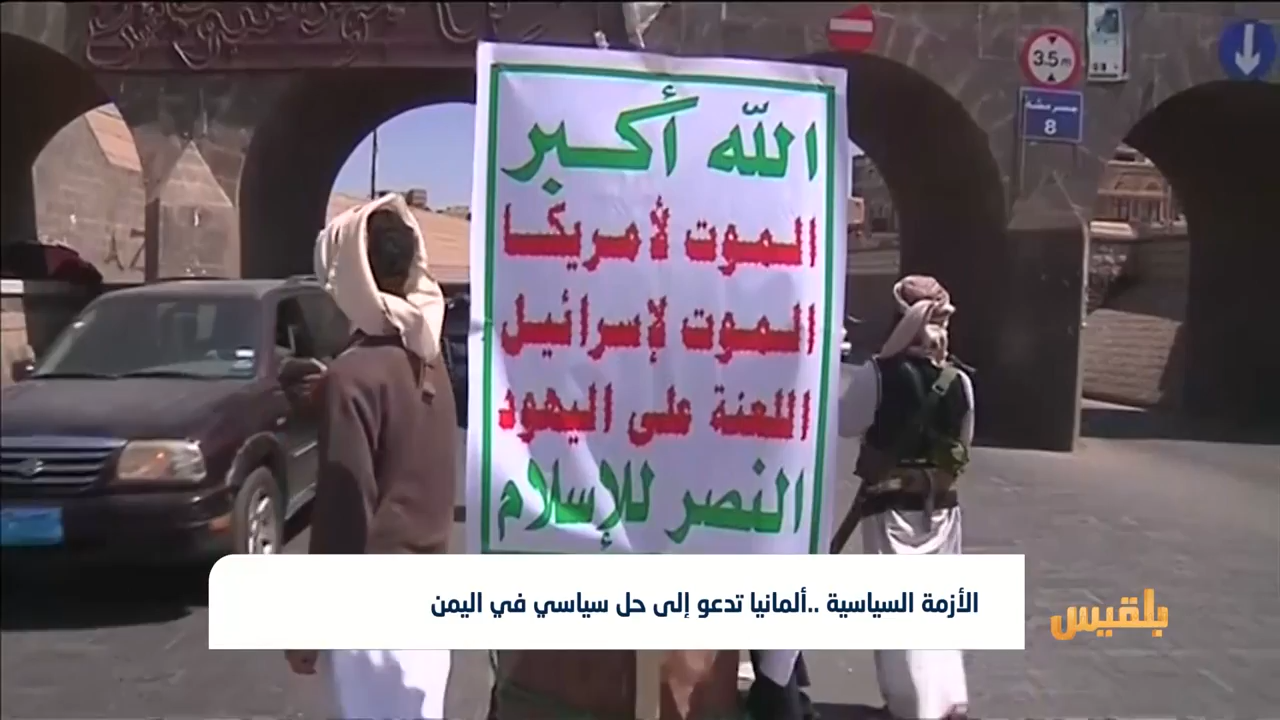 3.5 m
8
الله أكبر
الموت لأمريكا
الموت لإسرائيل
اللعنة على اليهود
النصر للإسلام
الأزمة السياسية ..ألمانيا تدعو إلى حل سياسي في اليمن
بلقيس